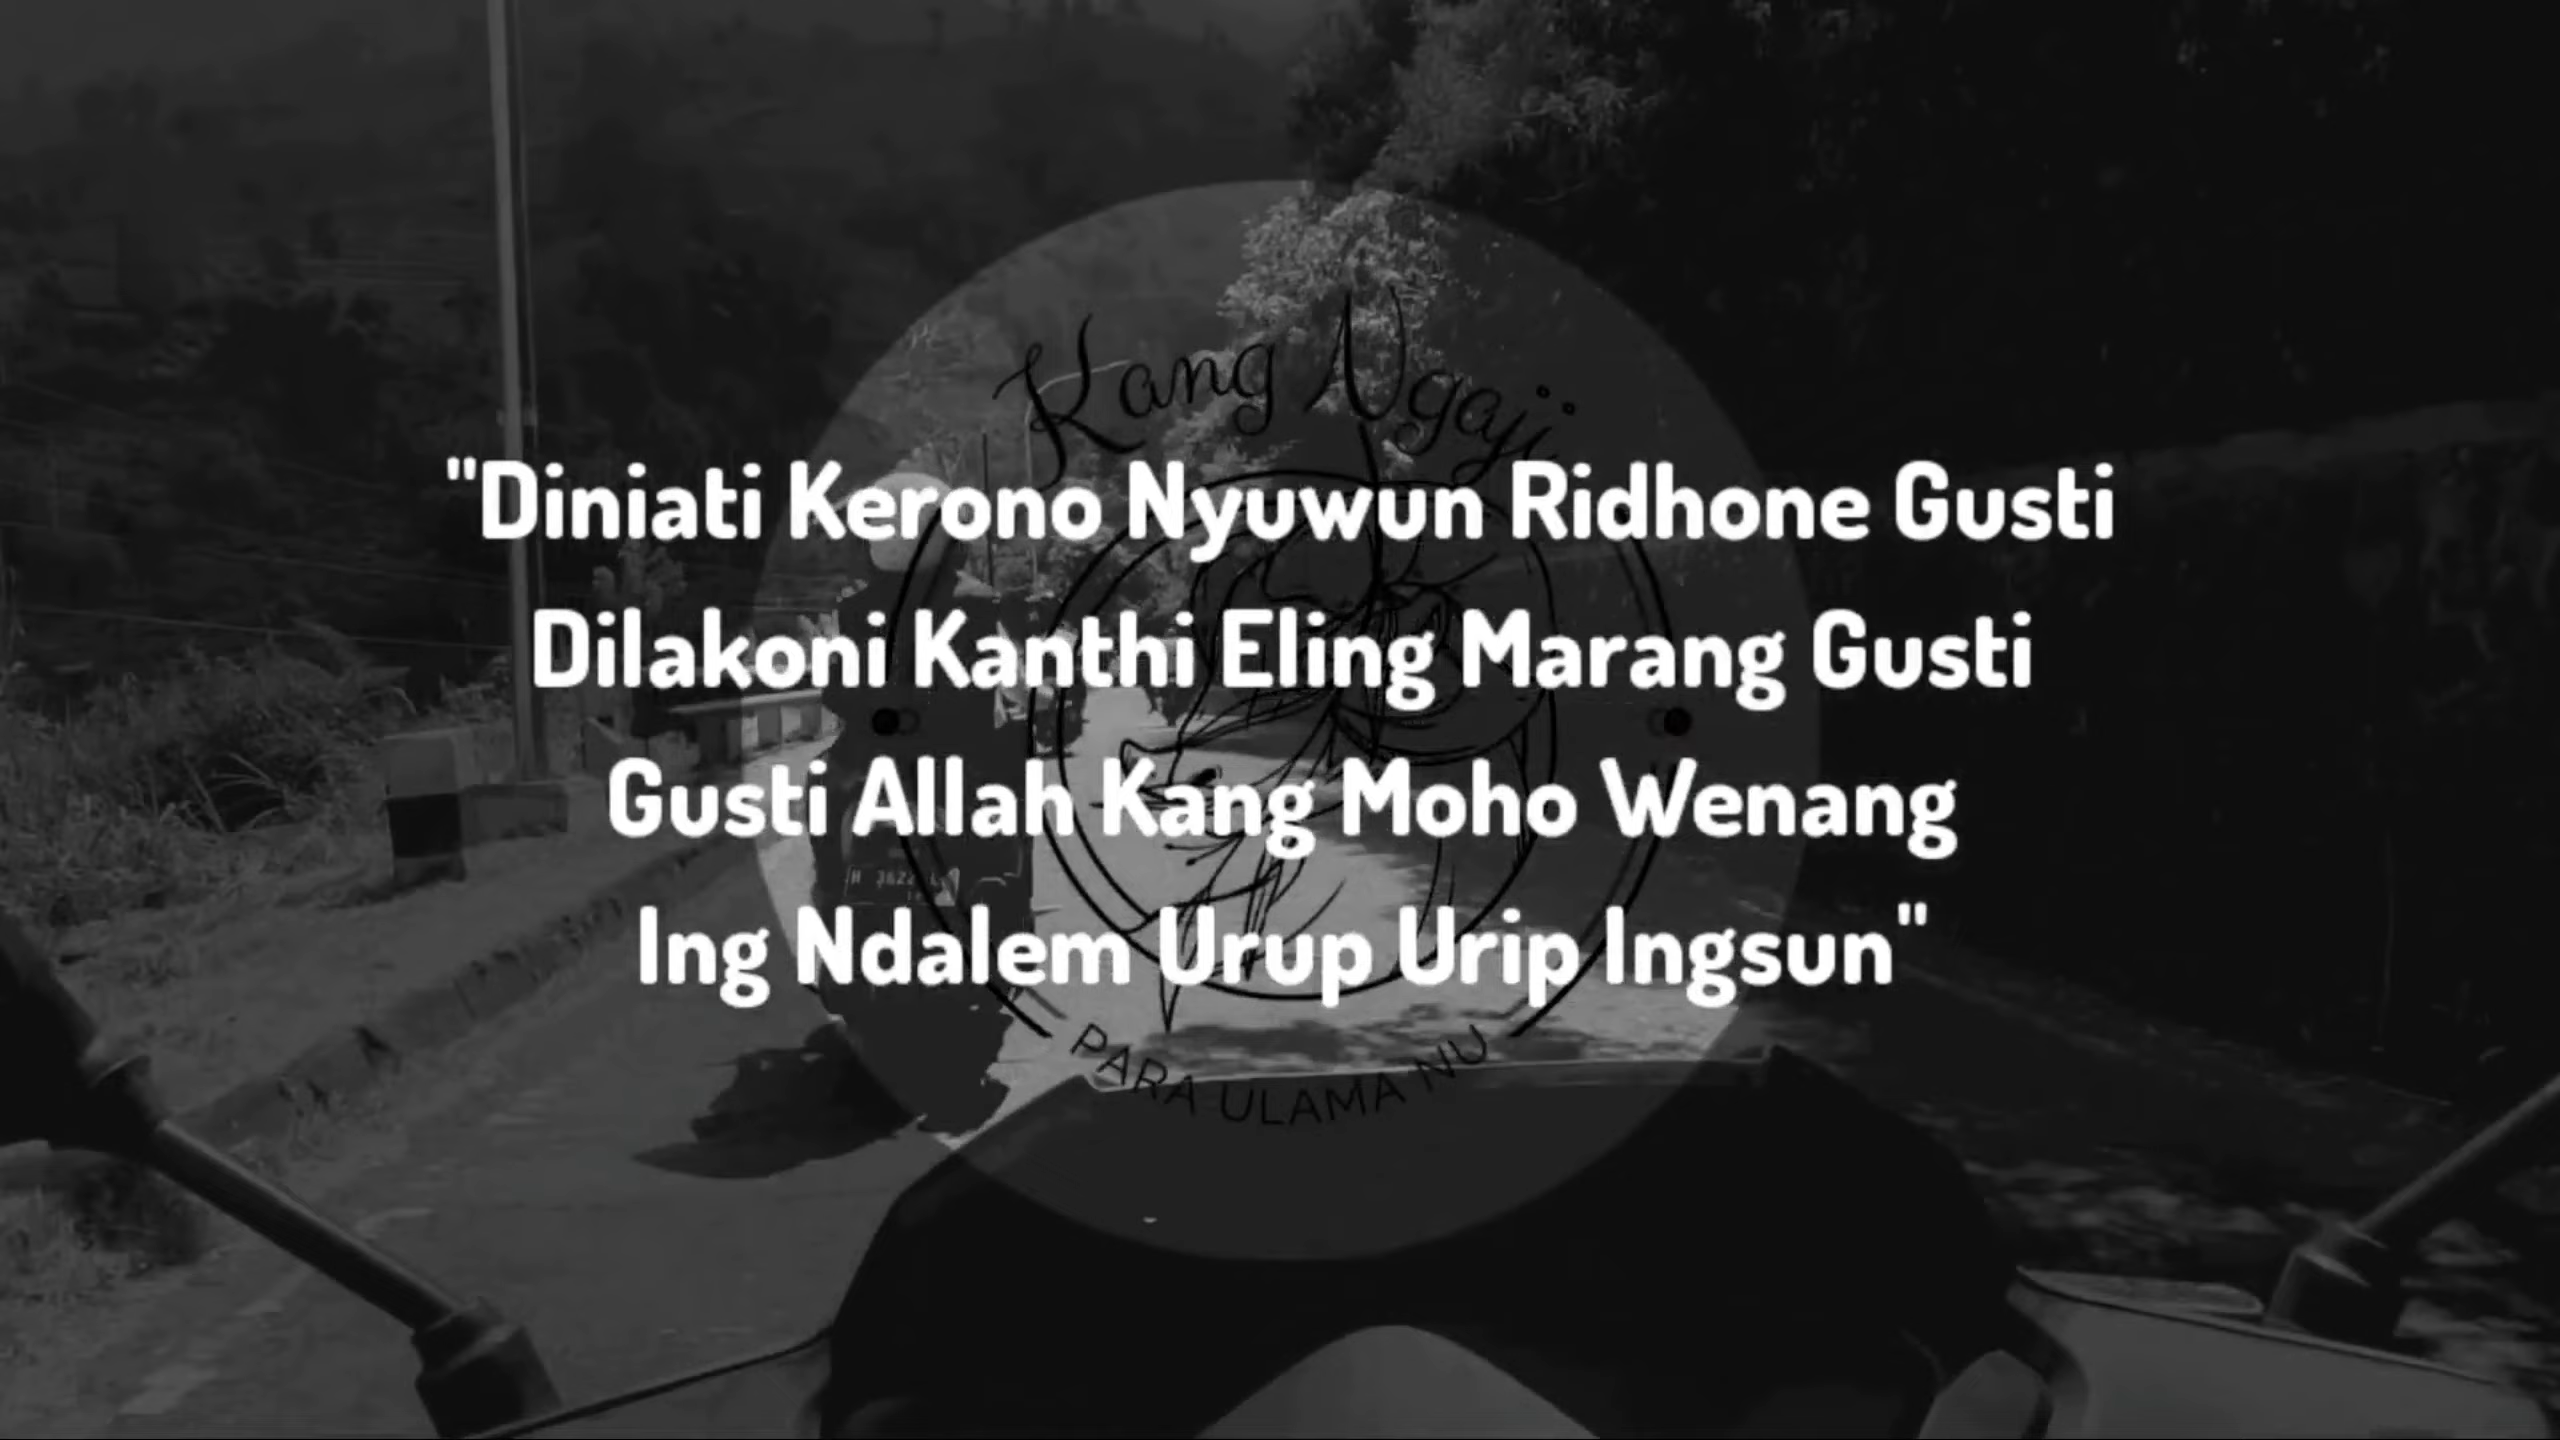 Kang Ngaji
"Diniati Kerono Nyuwun Ridhone Gusti
Dilakoni Kanthi Eling Marang Gusti
Gusti Allah Kang Moho Wenang
Ing Ndalem Urup Urip Ingsun"
PARA ULAMA NU